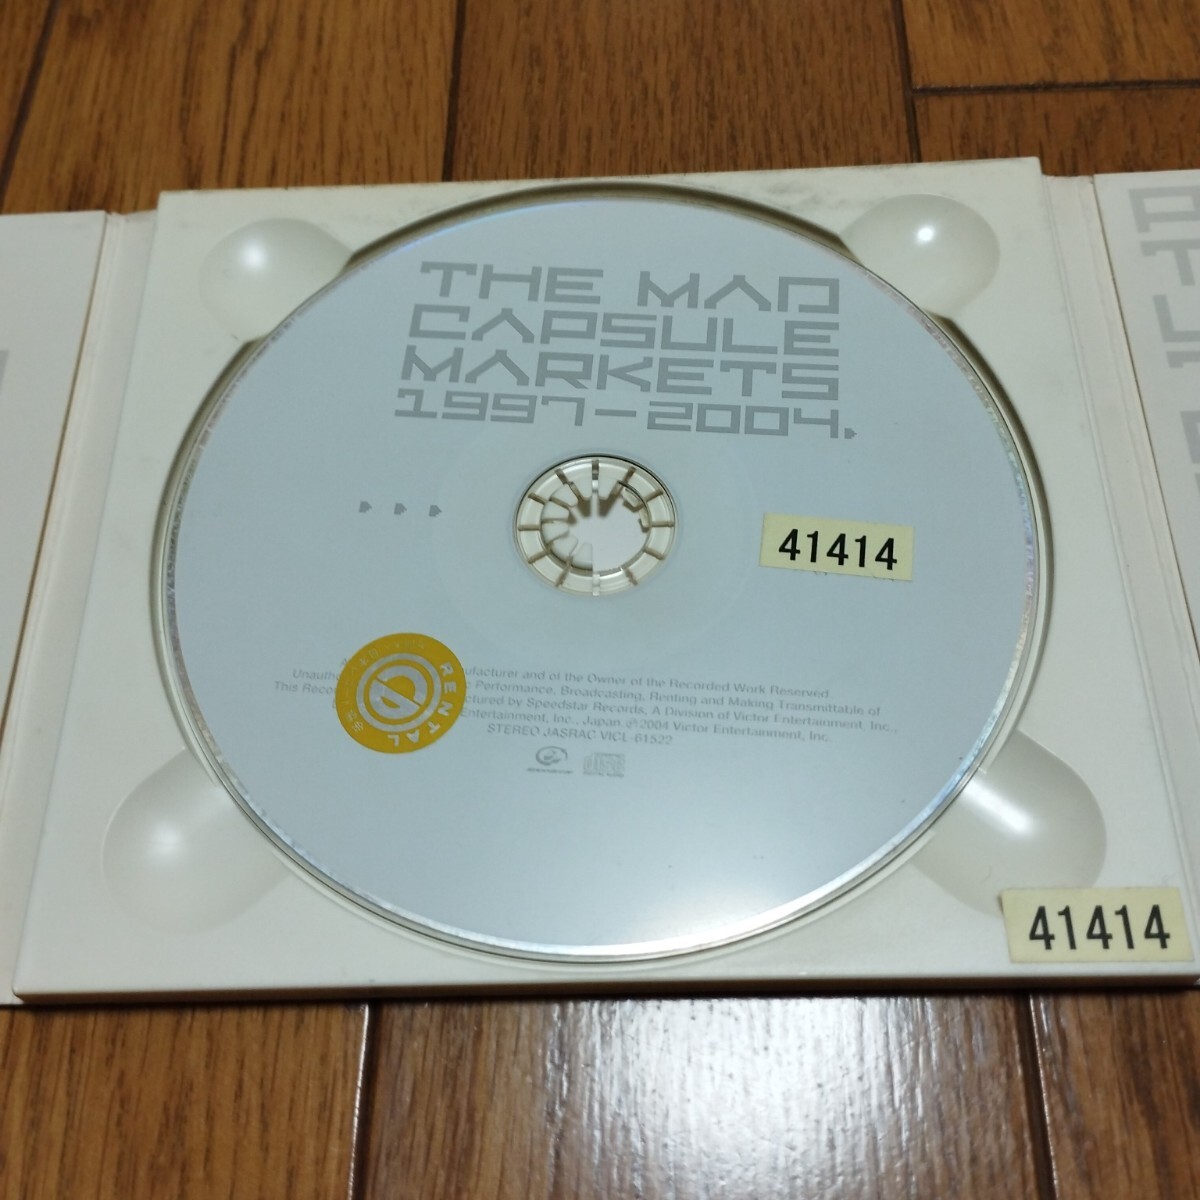 THE MAD
CAPSULE
MARKETS
1997-2004.
41414
RENTAL
facturer and of the Owner of the Recorded Work Reserved.
Performance, Broadcasting, Renting and Making Transmittable of
This
by Speedstar Records, A Division of Victor Entertainment, Inc.,
Entertainment, Inc., Japan. ℗ 2004 Victor Entertainment, Inc.
STEREO JASRAC VICL-61522
41414